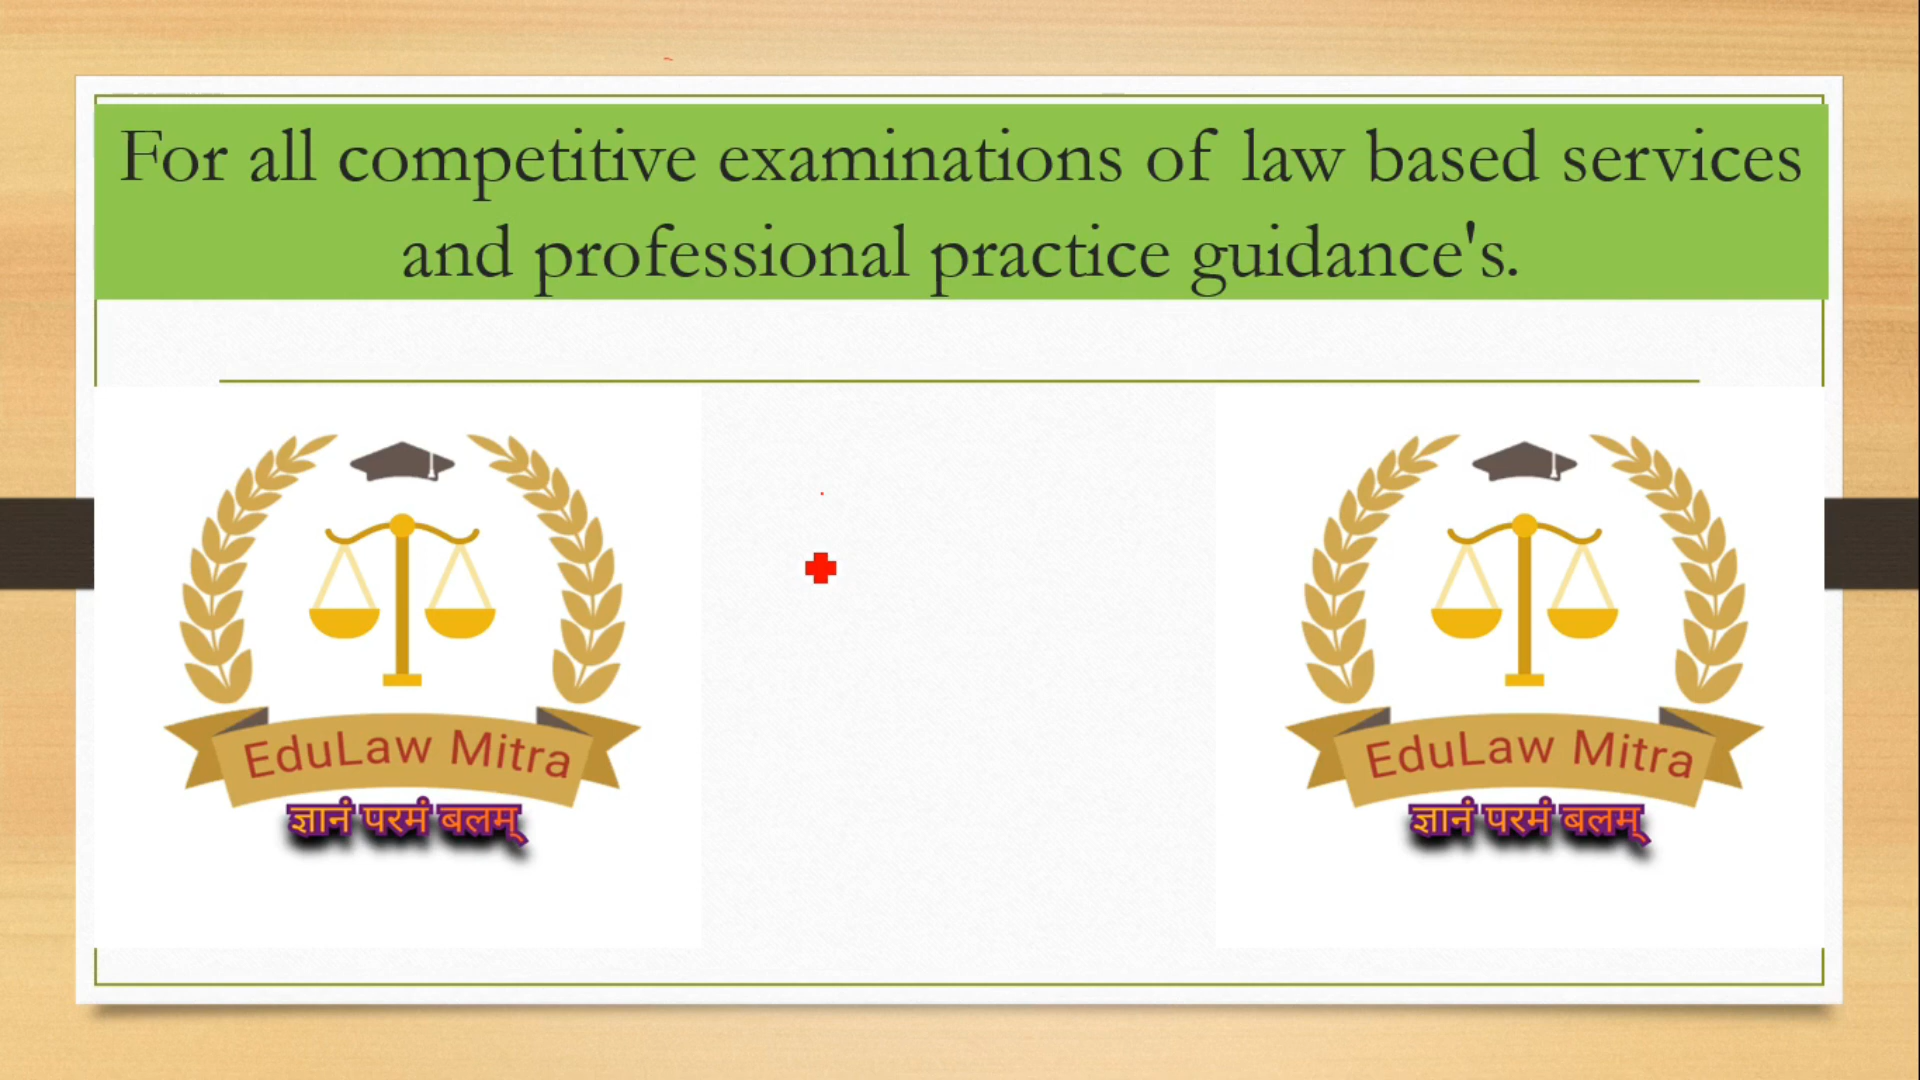 For all competitive examinations of law based services
and professional practice guidance's.
EduLaw Mitra
ज्ञानं परमं बलम्
EduLaw Mitra
ज्ञानं परमं बलम्